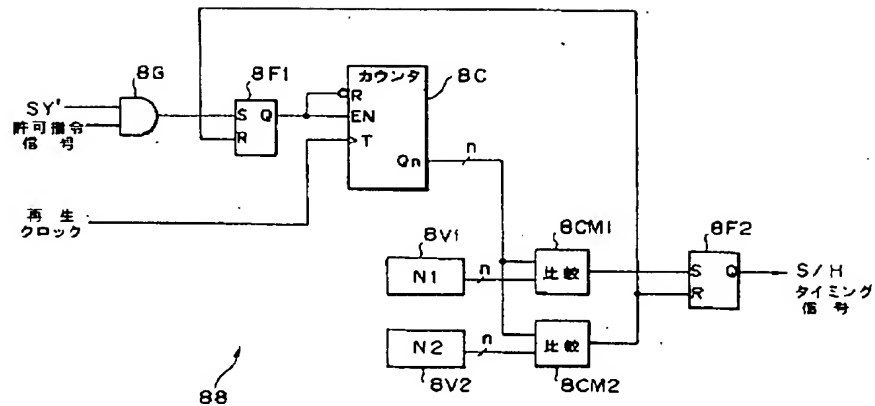 8G
SY'
許可指令
信号
8F1
S Q
R
カウンタ
8C
R
EN
T
Qn
n
再生
クロック
8V1
N1
n
8CM1
比較
8F2
S Q
R
S/H
タイミング
信号
N2
n
8V2
比較
8CM2
88